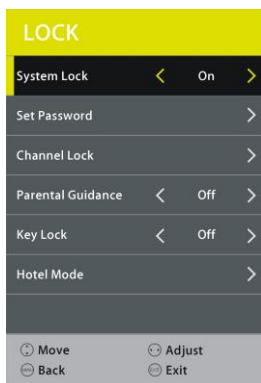 LOCK
System Lock < On >
Set Password >
Channel Lock >
Parental Guidance < Off >
Key Lock < Off >
Hotel Mode >
Move Adjust
Back Exit